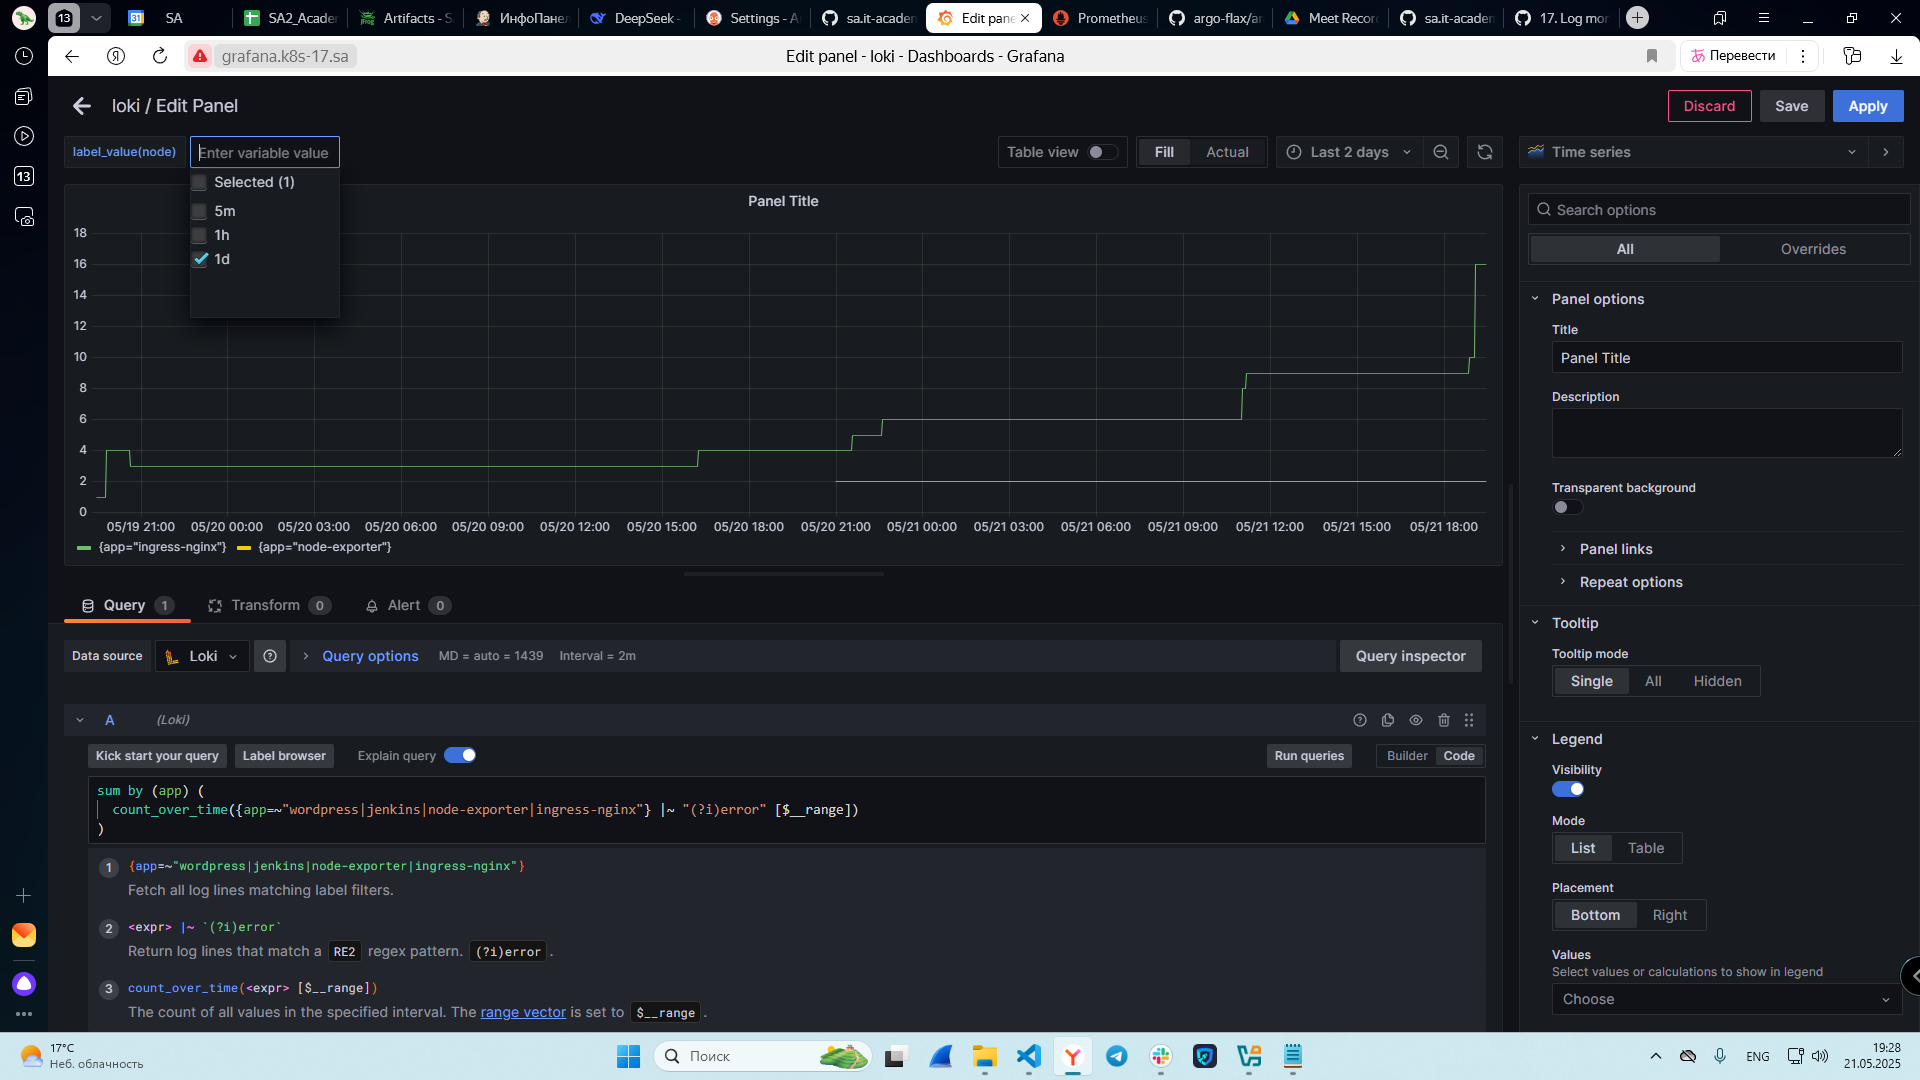 13
SA
SA2_Acader
Artifacts - S
ИнфоПанел
DeepSeek -
Settings - A
sa.it-academ
Edit pane
Prometheus
argo-flax/ar
Meet Record
sa.it-academ
17. Log mon
grafana.k8s-17.sa
Edit panel - loki - Dashboards - Grafana
Перевести
loki / Edit Panel
Discard
Save
Apply
label_value(node)
Enter variable value
Table view
Fill
Actual
Last 2 days
Time series
Selected (1)
5m
1h
1d
Panel Title
18
16
14
12
10
8
6
4
2
0
05/19 21:00
05/20 00:00
05/20 03:00
05/20 06:00
05/20 09:00
05/20 12:00
05/20 15:00
05/20 18:00
05/20 21:00
05/21 00:00
05/21 03:00
05/21 06:00
05/21 09:00
05/21 12:00
05/21 15:00
05/21 18:00
{app="ingress-nginx"}
{app="node-exporter"}
Query 1
Transform 0
Alert 0
Data source
Loki
Query options
MD = auto = 1439
Interval = 2m
Query inspector
A
(Loki)
Kick start your query
Label browser
Explain query
Run queries
Builder
Code
sum by (app) (
count_over_time({app=~"wordpress|jenkins|node-exporter|ingress-nginx"} |~ "(?i)error" [$__range])
)
1
{app=~"wordpress|jenkins|node-exporter|ingress-nginx"}
Fetch all log lines matching label filters.
2
<expr> |~ `(?i)error`
Return log lines that match a RE2 regex pattern. (?i)error .
3
count_over_time(<expr> [$__range])
The count of all values in the specified interval. The range vector is set to $__range .
Search options
All
Overrides
Panel options
Title
Panel Title
Description
Transparent background
Panel links
Repeat options
Tooltip
Tooltip mode
Single
All
Hidden
Legend
Visibility
Mode
List
Table
Placement
Bottom
Right
Values
Select values or calculations to show in legend
Choose
13
17°C
Неб. облачность
Поиск
ENG
19:28
21.05.2025